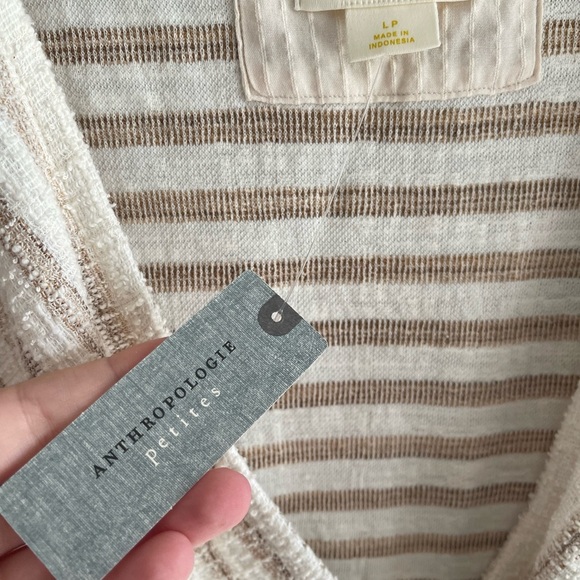 LP
MADE IN
INDONESIA
ANTHROPOLOGIE
petites